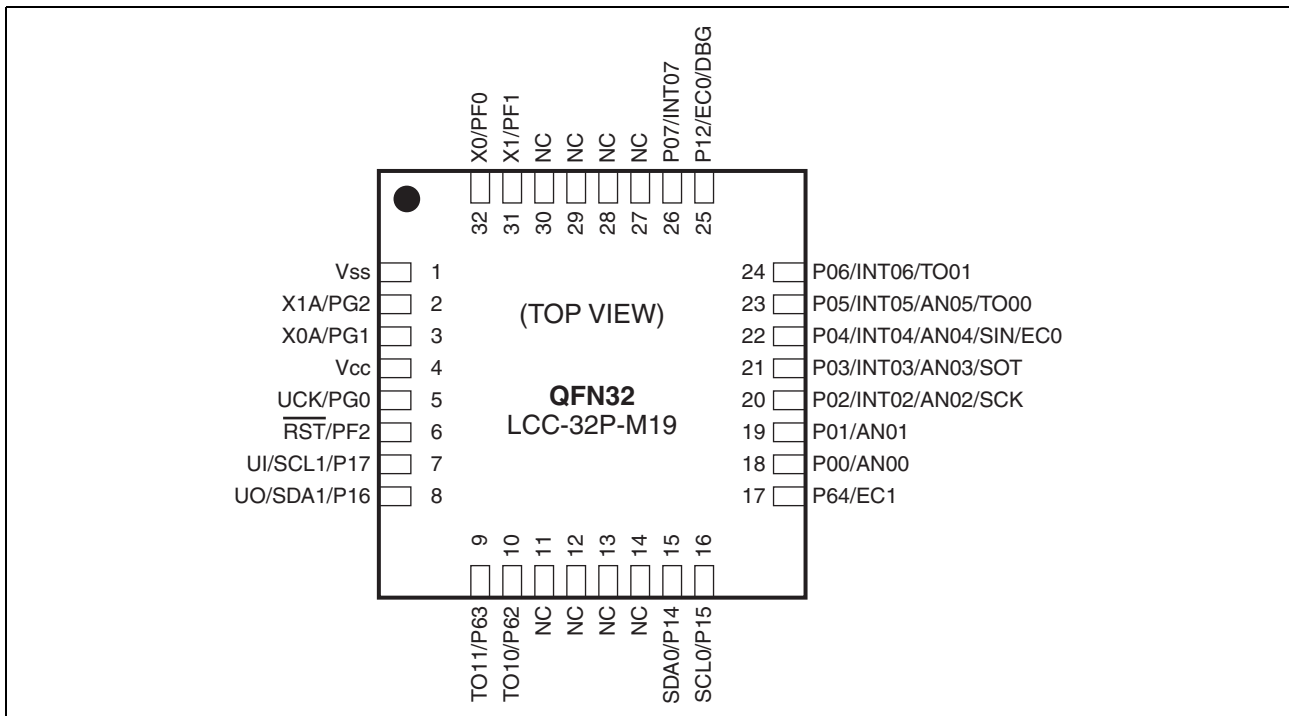 X0/PF0
X1/PF1
NC
NC
NC
NC
P07/INT07
P12/EC0/DBG
32
31
30
29
28
27
26
25
Vss 1
X1A/PG2 2
X0A/PG1 3
Vcc 4
UCK/PG0 5
RST/PF2 6
UI/SCL1/P17 7
UO/SDA1/P16 8
(TOP VIEW)
QFN32
LCC-32P-M19
24 P06/INT06/TO01
23 P05/INT05/AN05/TO00
22 P04/INT04/AN04/SIN/EC0
21 P03/INT03/AN03/SOT
20 P02/INT02/AN02/SCK
19 P01/AN01
18 P00/AN00
17 P64/EC1
9
10
11
12
13
14
15
16
TO11/P63
TO10/P62
NC
NC
NC
NC
SDA0/P14
SCL0/P15